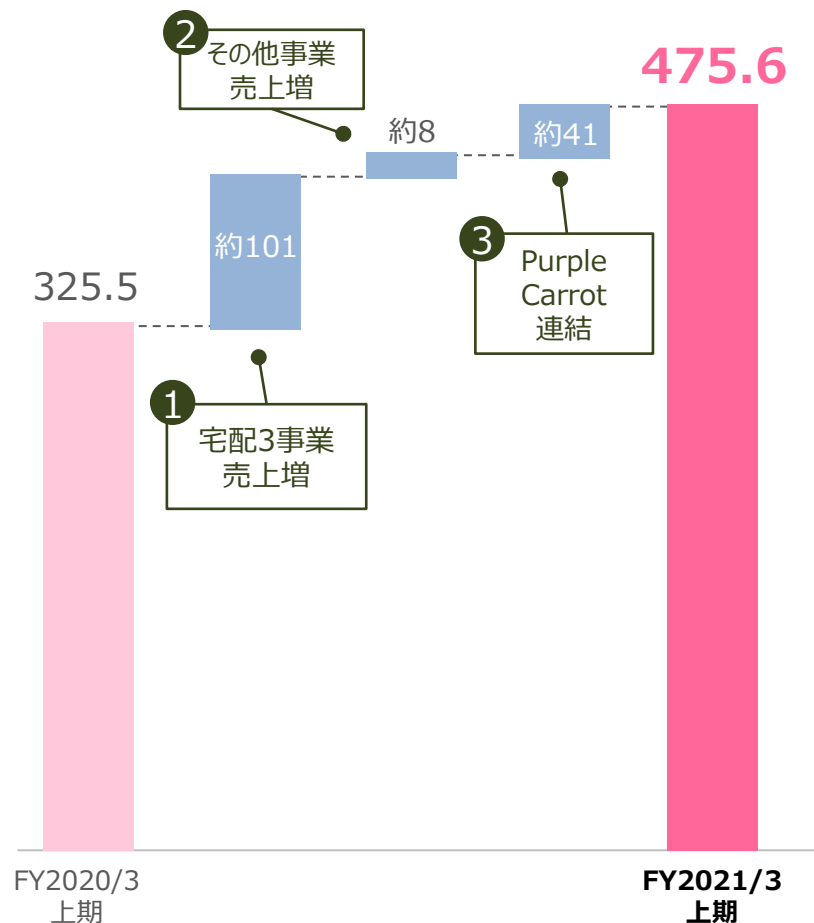 2
その他事業
売上増
475.6
約8
約41
約101
3
Purple
Carrot
連結
325.5
1
宅配3事業
売上増
FY2020/3
上期
FY2021/3
上期